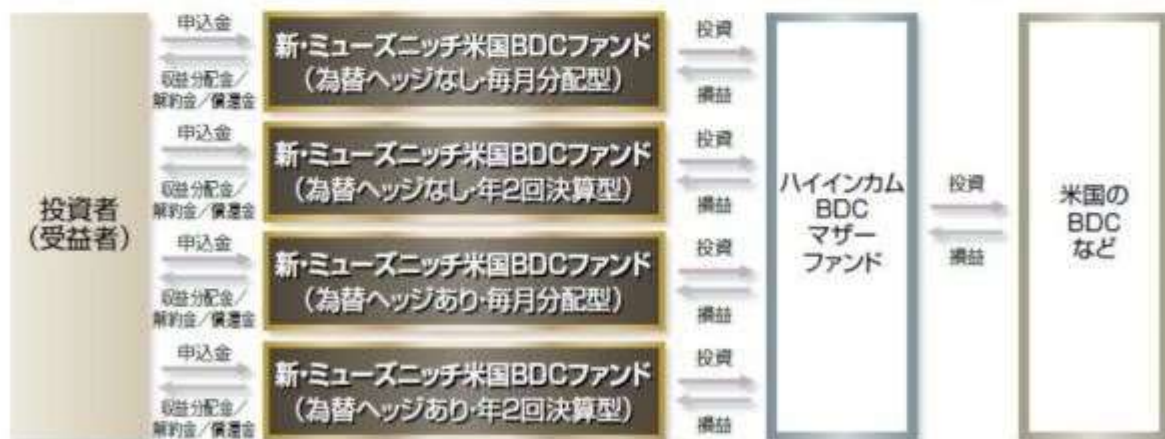 投資者
(受益者)
申込金
収益分配金/
解約金/償還金
新・ミューズニッチ米国BDCファンド
(為替ヘッジなし・毎月分配型)
投資
損益
申込金
収益分配金/
解約金/償還金
新・ミューズニッチ米国BDCファンド
(為替ヘッジなし・年2回決算型)
投資
損益
申込金
収益分配金/
解約金/償還金
新・ミューズニッチ米国BDCファンド
(為替ヘッジあり・毎月分配型)
投資
損益
申込金
収益分配金/
解約金/償還金
新・ミューズニッチ米国BDCファンド
(為替ヘッジあり・年2回決算型)
投資
損益
ハイインカム
BDC
マザー
ファンド
投資
損益
米国の
BDC
など